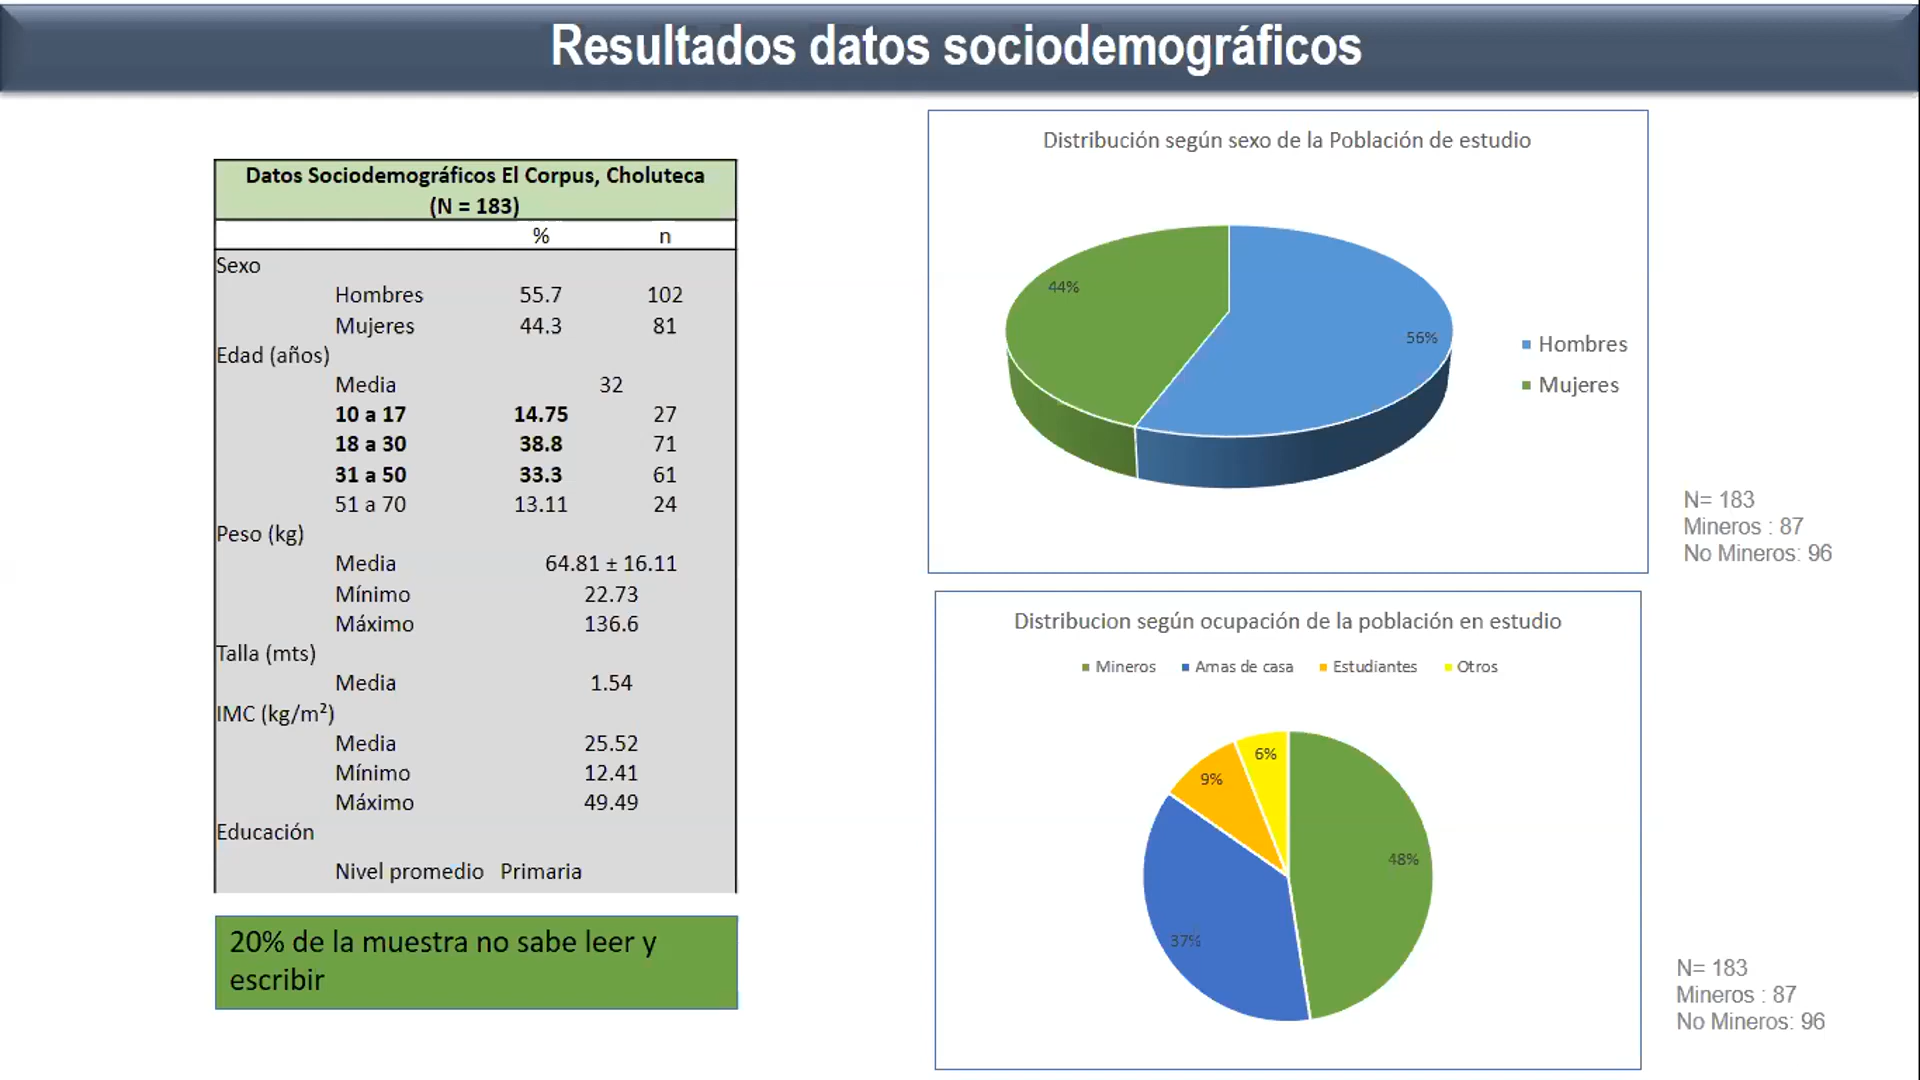 Resultados datos sociodemográficos
Datos Sociodemográficos El Corpus, Choluteca
(N = 183)
% n
Sexo
Hombres 55.7 102
Mujeres 44.3 81
Edad (años)
Media 32
10 a 17 14.75 27
18 a 30 38.8 71
31 a 50 33.3 61
51 a 70 13.11 24
Peso (kg)
Media 64.81 ± 16.11
Mínimo 22.73
Máximo 136.6
Talla (mts)
Media 1.54
IMC (kg/m²)
Media 25.52
Mínimo 12.41
Máximo 49.49
Educación
Nivel promedio Primaria
20% de la muestra no sabe leer y
escribir
Distribución según sexo de la Población de estudio
44%
56%
Hombres
Mujeres
N= 183
Mineros : 87
No Mineros: 96
Distribucion según ocupación de la población en estudio
Mineros Amas de casa Estudiantes Otros
6%
9%
48%
37%
N= 183
Mineros : 87
No Mineros: 96